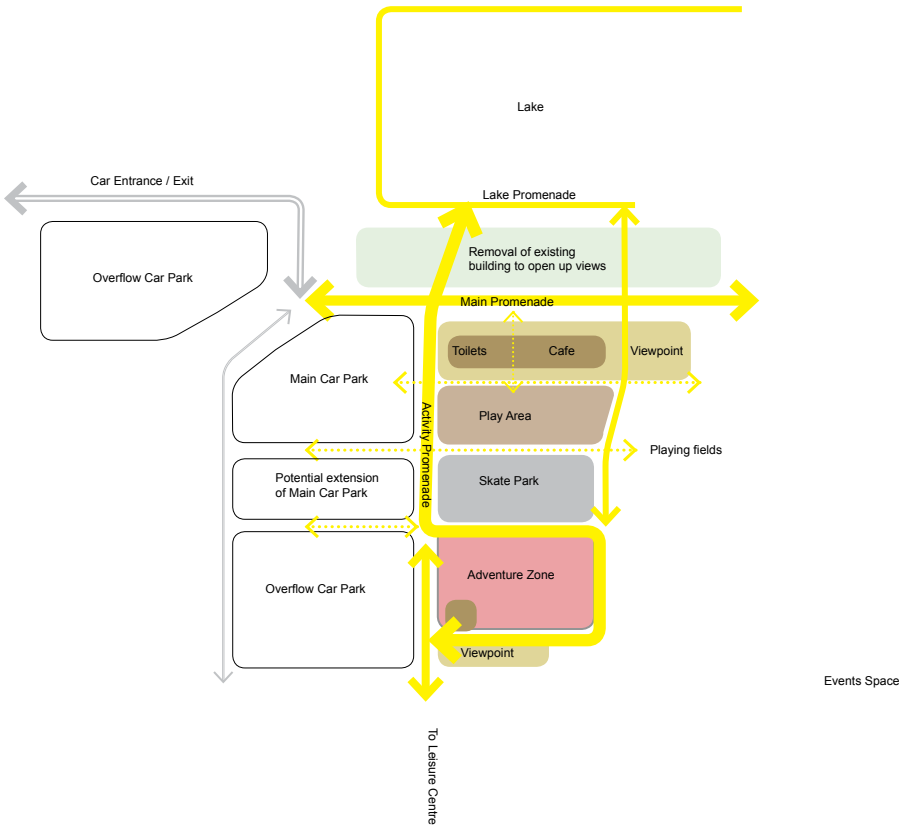 Lake
Car Entrance / Exit
Lake Promenade
Removal of existing
building to open up views
Overflow Car Park
Main Promenade
Toilets
Cafe
Viewpoint
Main Car Park
Play Area
Activity Promenade
Playing fields
Potential extension
of Main Car Park
Skate Park
Adventure Zone
Overflow Car Park
Viewpoint
Events Space
To Leisure Centre